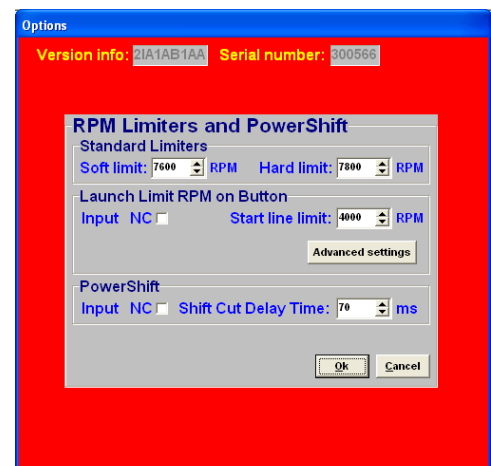 Options
Version info: 2IA1AB1AA Serial number: 300566
RPM Limiters and PowerShift
Standard Limiters
Soft limit: 7600 RPM Hard limit: 7800 RPM
Launch Limit RPM on Button
Input NC Start line limit: 4000 RPM
Advanced settings
PowerShift
Input NC Shift Cut Delay Time: 70 ms
Ok Cancel